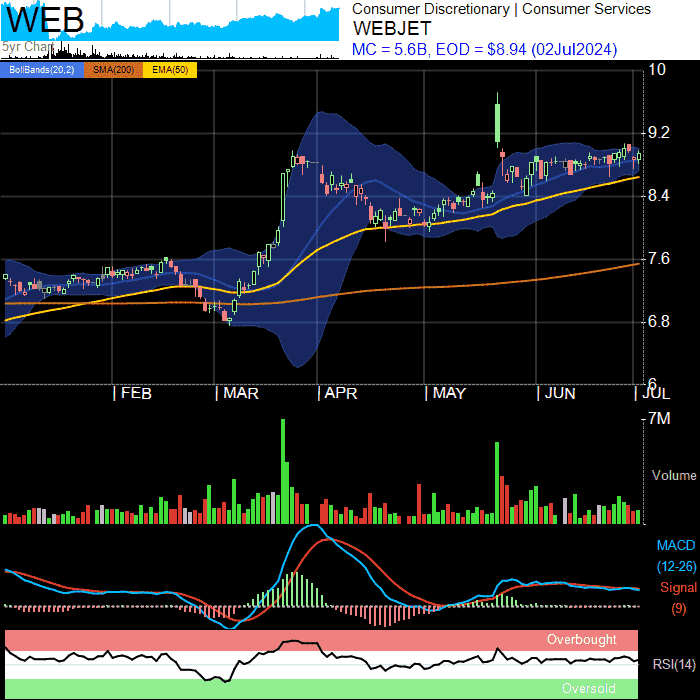 WEB
5yr Chart
Consumer Discretionary | Consumer Services
WEBJET
MC = 5.6B, EOD = $8.94 (02Jul2024)
BollBands(20,2) SMA(200) EMA(50)
10
9.2
8.4
7.6
6.8
6
FEB MAR APR MAY JUN JUL
7M
Volume
MACD
(12-26)
Signal
(9)
Overbought
RSI(14)
Oversold